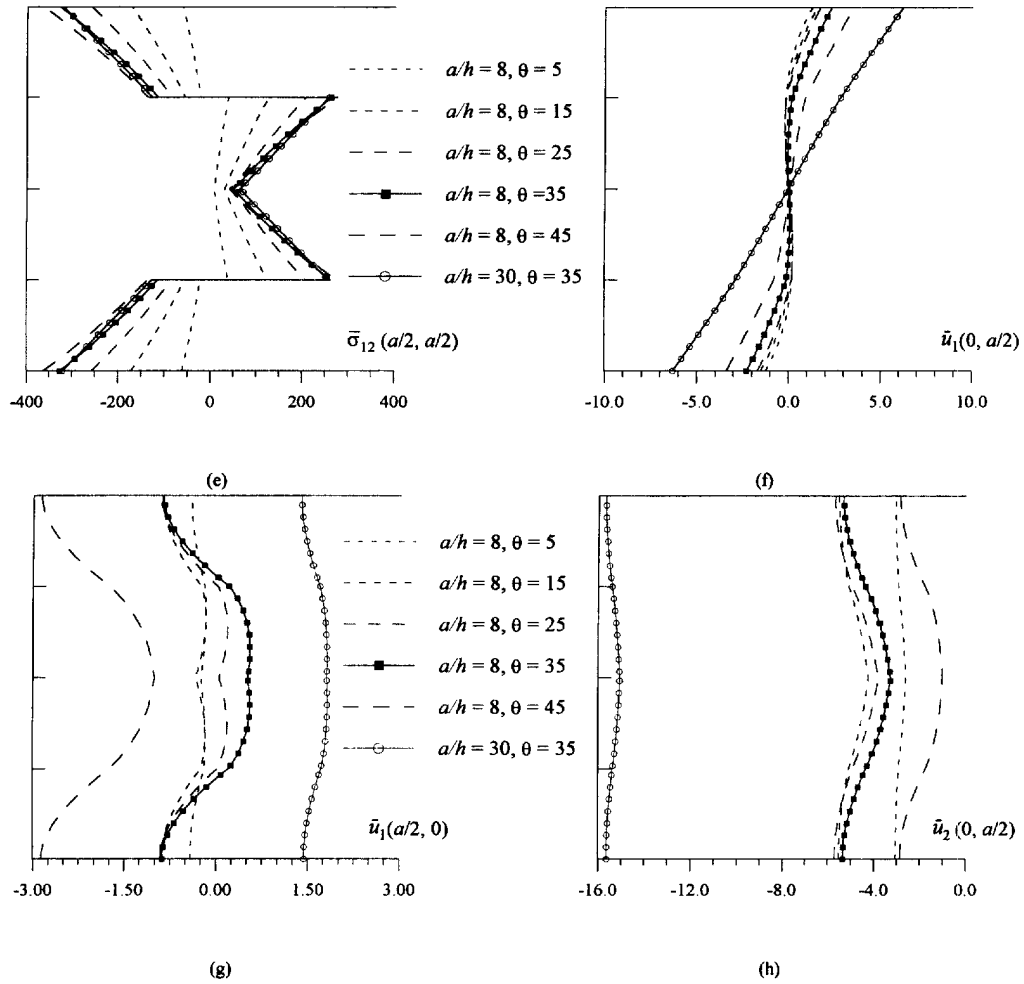 a/h = 8, θ = 5
a/h = 8, θ = 15
a/h = 8, θ = 25
a/h = 8, θ = 35
a/h = 8, θ = 45
a/h = 30, θ = 35
σ̅12 (a/2, a/2)
-400 -200 0 200 400
(e)
ū1(0, a/2)
-10.0 -5.0 0.0 5.0 10.0
(f)
a/h = 8, θ = 5
a/h = 8, θ = 15
a/h = 8, θ = 25
a/h = 8, θ = 35
a/h = 8, θ = 45
a/h = 30, θ = 35
ū1(a/2, 0)
-3.00 -1.50 0.00 1.50 3.00
(g)
ū2 (0, a/2)
-16.0 -12.0 -8.0 -4.0 0.0
(h)